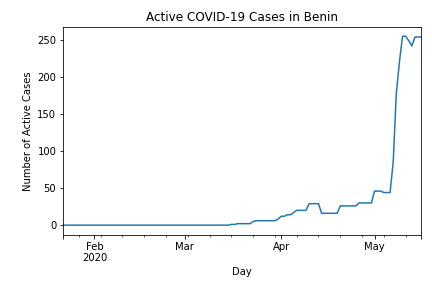 Active COVID-19 Cases in Benin
Number of Active Cases
250
200
150
100
50
0
Feb
2020
Mar
Apr
May
Day